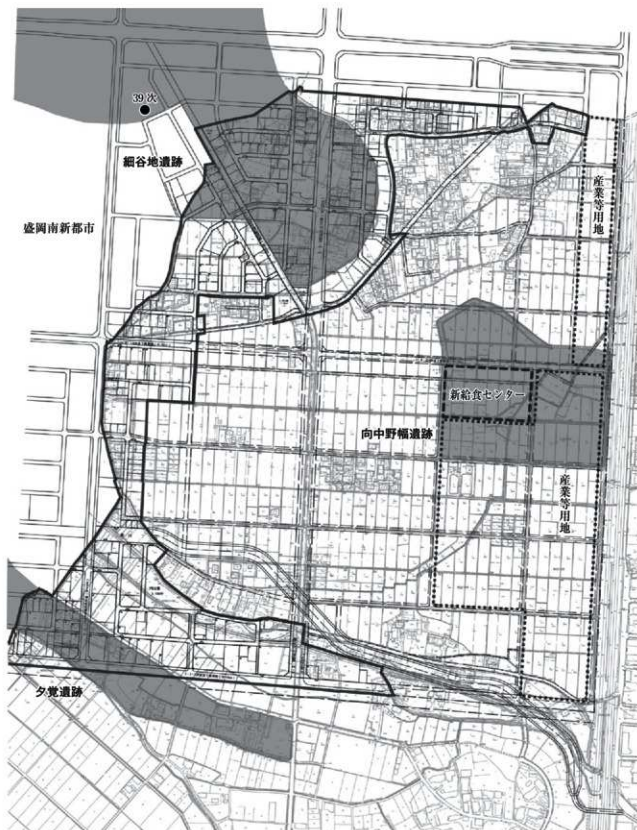 39次
細谷地遺跡
盛岡南新都市
産業等用地
新給食センター
向中野幅遺跡
産業等用地
夕覚遺跡